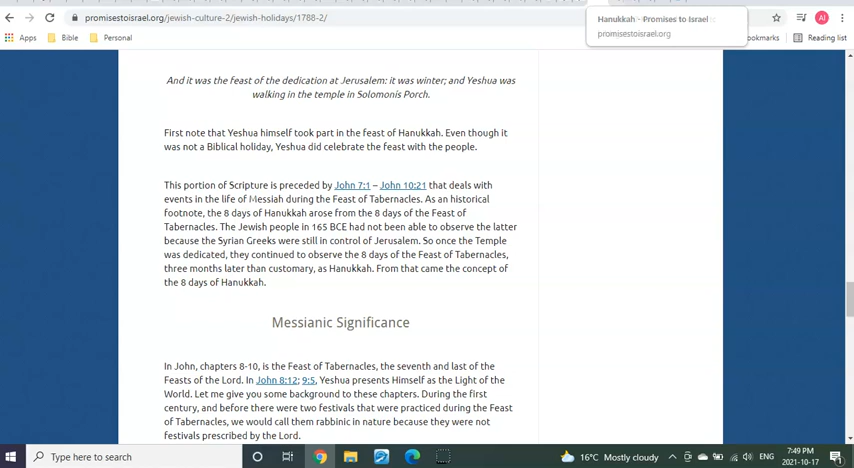 promisestoisrael.org/jewish-culture-2/jewish-holidays/1788-2/
AI
Hanukkah - Promises to Israel
promisestoisrael.org
Apps
Bible
Personal
ookmarks
Reading list
And it was the feast of the dedication at Jerusalem: it was winter; and Yeshua was
walking in the temple in Solomonís Porch.
First note that Yeshua himself took part in the feast of Hanukkah. Even though it
was not a Biblical holiday, Yeshua did celebrate the feast with the people.
This portion of Scripture is preceded by John 7:1 – John 10:21 that deals with
events in the life of Messiah during the Feast of Tabernacles. As an historical
footnote, the 8 days of Hanukkah arose from the 8 days of the Feast of
Tabernacles. The Jewish people in 165 BCE had not been able to observe the latter
because the Syrian Greeks were still in control of Jerusalem. So once the Temple
was dedicated, they continued to observe the 8 days of the Feast of Tabernacles,
three months later than customary, as Hanukkah. From that came the concept of
the 8 days of Hanukkah.
Messianic Significance
In John, chapters 8-10, is the Feast of Tabernacles, the seventh and last of the
Feasts of the Lord. In John 8:12; 9:5, Yeshua presents Himself as the Light of the
World. Let me give you some background to these chapters. During the first
century, and before there were two festivals that were practiced during the Feast
of Tabernacles, we would call them rabbinic in nature because they were not
festivals prescribed by the Lord.
Type here to search
16°C Mostly cloudy
ENG
7:49 PM
2021-10-17